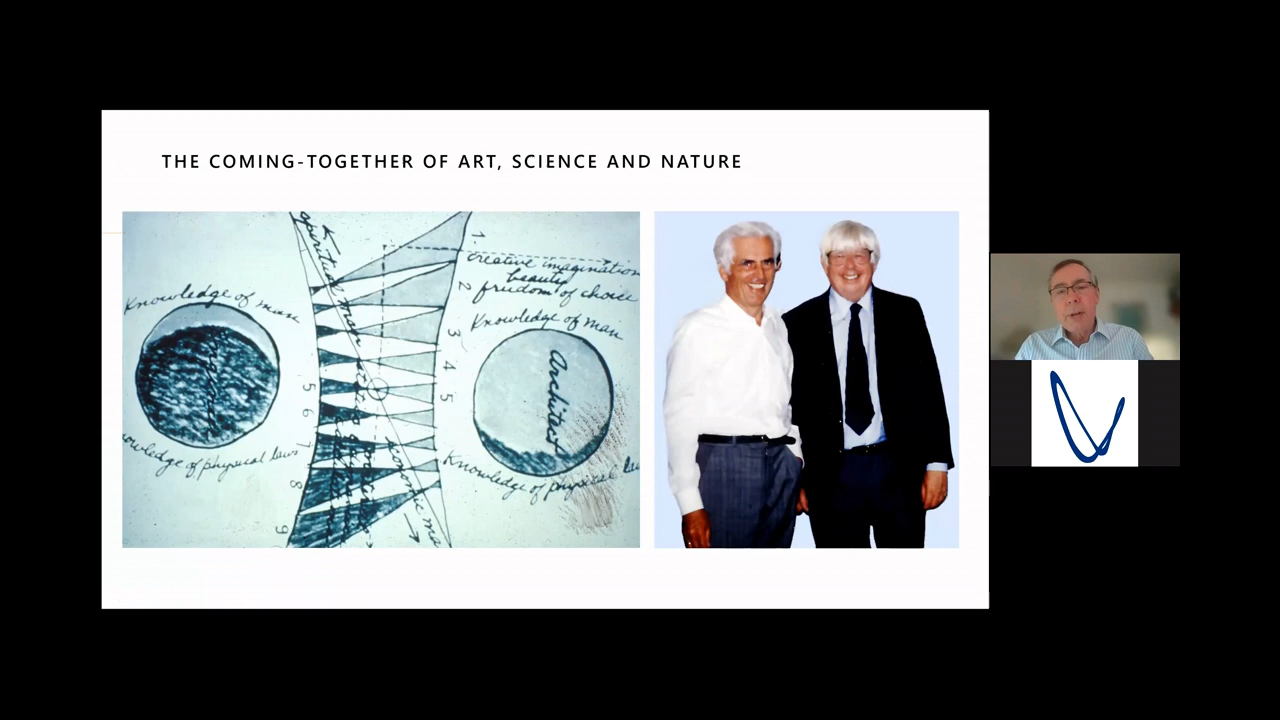 THE COMING-TOGETHER OF ART, SCIENCE AND NATURE
Knowledge of man
Knowledge of physical laws
1.
creative imagination
beauty
freedom of choice
2
3
4
5
5
6
7
8
9
Knowledge of man
Architect
Knowledge of physical